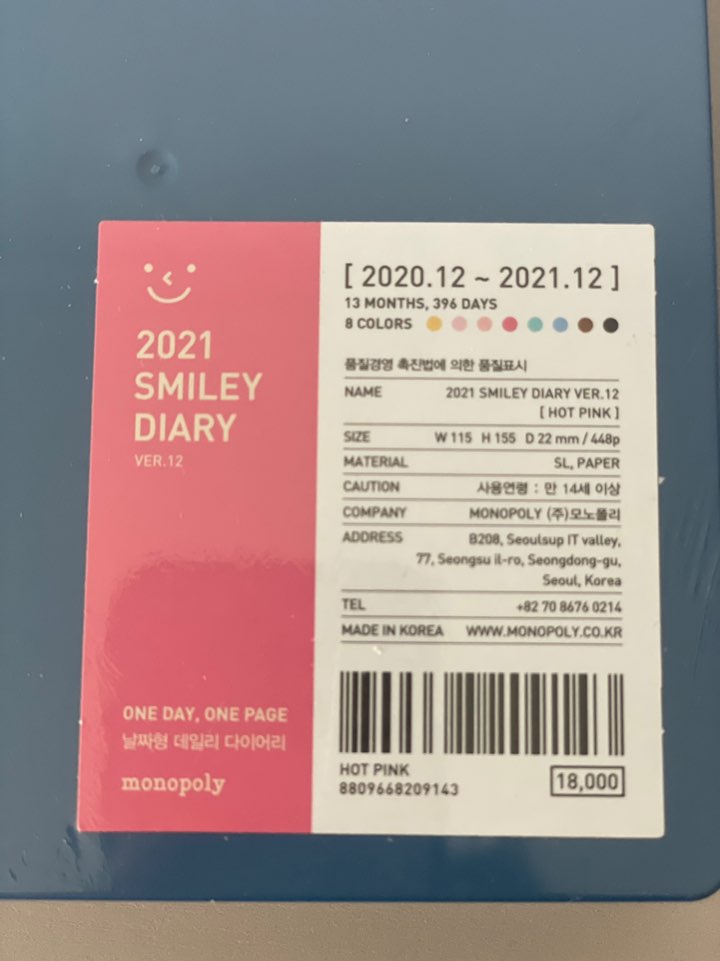 2021
SMILEY
DIARY
VER.12
ONE DAY, ONE PAGE
날짜형 데일리 다이어리
monopoly
[ 2020.12 ~ 2021.12 ]
13 MONTHS, 396 DAYS
8 COLORS
품질경영 촉진법에 의한 품질표시
NAME 2021 SMILEY DIARY VER.12
[ HOT PINK ]
SIZE W 115 H 155 D 22 mm / 448p
MATERIAL SL, PAPER
CAUTION 사용연령 : 만 14세 이상
COMPANY MONOPOLY (주)모노폴리
ADDRESS B208, Seoulsup IT valley,
77, Seongsu il-ro, Seongdong-gu,
Seoul, Korea
TEL +82 70 8676 0214
MADE IN KOREA WWW.MONOPOLY.CO.KR
HOT PINK
8809668209143
18,000